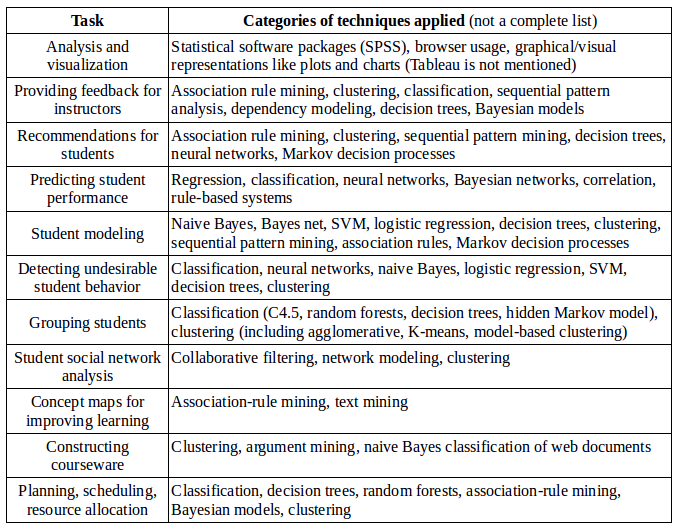 Task
Categories of techniques applied (not a complete list)
Analysis and
visualization
Statistical software packages (SPSS), browser usage, graphical/visual
representations like plots and charts (Tableau is not mentioned)
Providing feedback for
instructors
Association rule mining, clustering, classification, sequential pattern
analysis, dependency modeling, decision trees, Bayesian models
Recommendations for
students
Association rule mining, clustering, sequential pattern mining, decision trees,
neural networks, Markov decision processes
Predicting student
performance
Regression, classification, neural networks, Bayesian networks, correlation,
rule-based systems
Student modeling
Naive Bayes, Bayes net, SVM, logistic regression, decision trees, clustering,
sequential pattern mining, association rules, Markov decision processes
Detecting undesirable
student behavior
Classification, neural networks, naive Bayes, logistic regression, SVM,
decision trees, clustering
Grouping students
Classification (C4.5, random forests, decision trees, hidden Markov model),
clustering (including agglomerative, K-means, model-based clustering)
Student social network
analysis
Collaborative filtering, network modeling, clustering
Concept maps for
improving learning
Association-rule mining, text mining
Constructing
courseware
Clustering, argument mining, naive Bayes classification of web documents
Planning, scheduling,
resource allocation
Classification, decision trees, random forests, association-rule mining,
Bayesian models, clustering